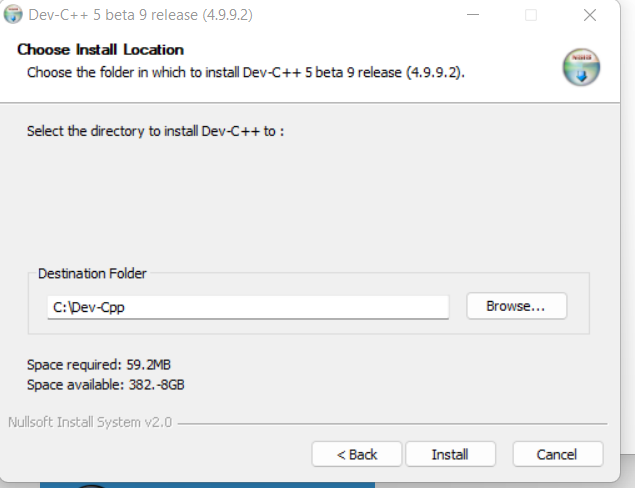 Dev-C++ 5 beta 9 release (4.9.9.2)
Choose Install Location
Choose the folder in which to install Dev-C++ 5 beta 9 release (4.9.9.2).
Select the directory to install Dev-C++ to :
Destination Folder
C:\Dev-Cpp
Browse...
Space required: 59.2MB
Space available: 382.-8GB
Nullsoft Install System v2.0
< Back
Install
Cancel